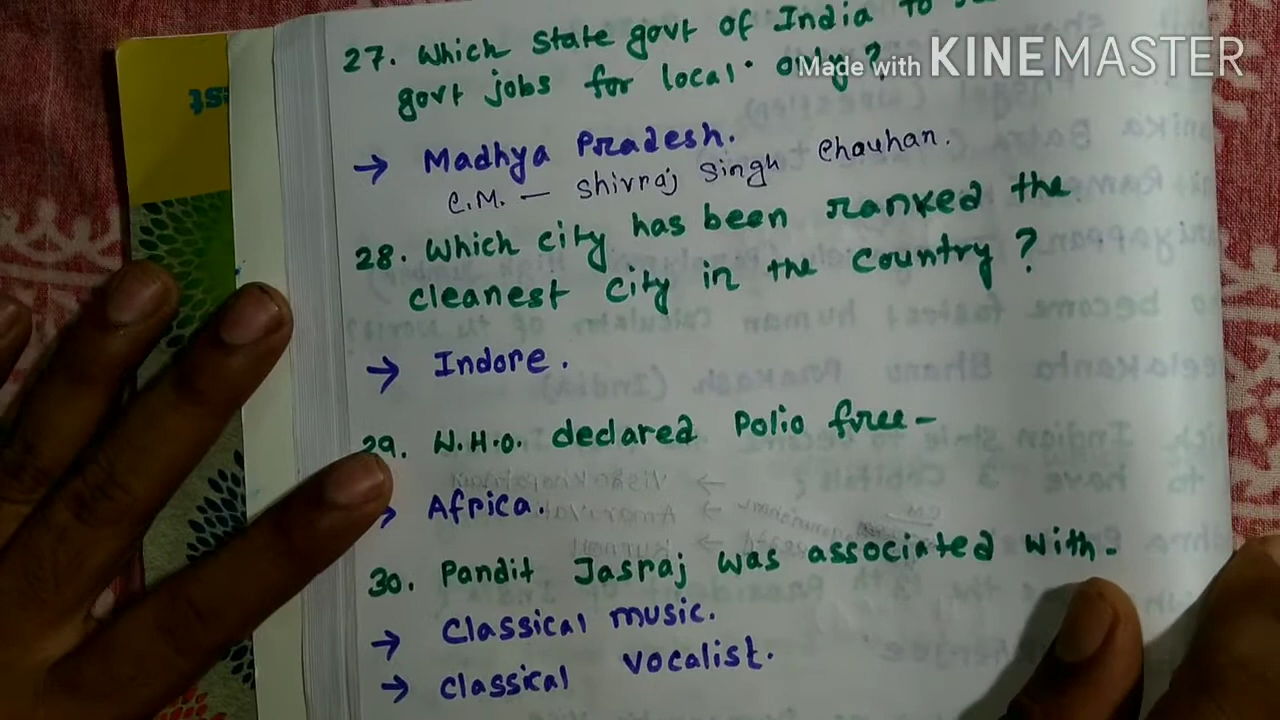 27. Which state govt of India to
govt jobs for local only?
Made with KINEMASTER
→ Madhya Pradesh.
C.M. — Shivraj Singh Chauhan.
28. Which city has been ranked the
cleanest city in the country?
→ Indore.
29. W.H.O. declared Polio free-
→ Africa.
30. Pandit Jasraj was associated with-
→ Classical music.
→ classical vocalist.